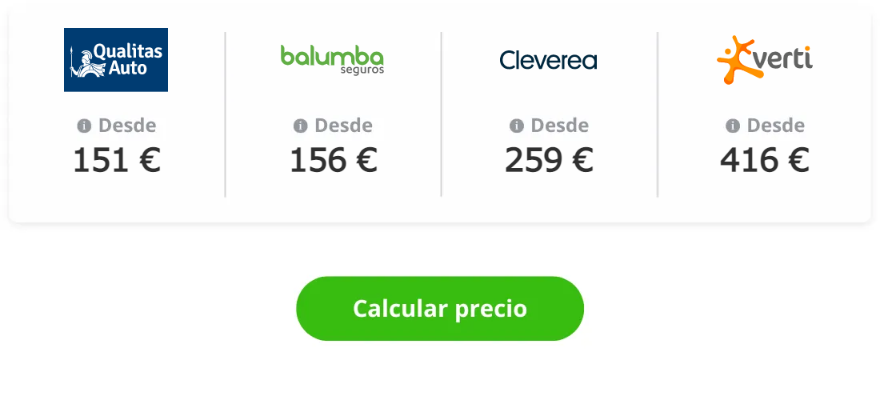 Qualitas
Auto
balumba
seguros
Cleverea
verti
Desde
151 €
Desde
156 €
Desde
259 €
Desde
416 €
Calcular precio